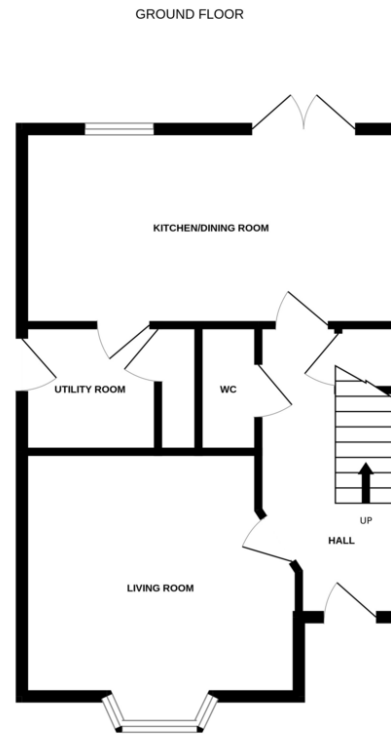 GROUND FLOOR
KITCHEN/DINING ROOM
UTILITY ROOM
WC
UP
HALL
LIVING ROOM